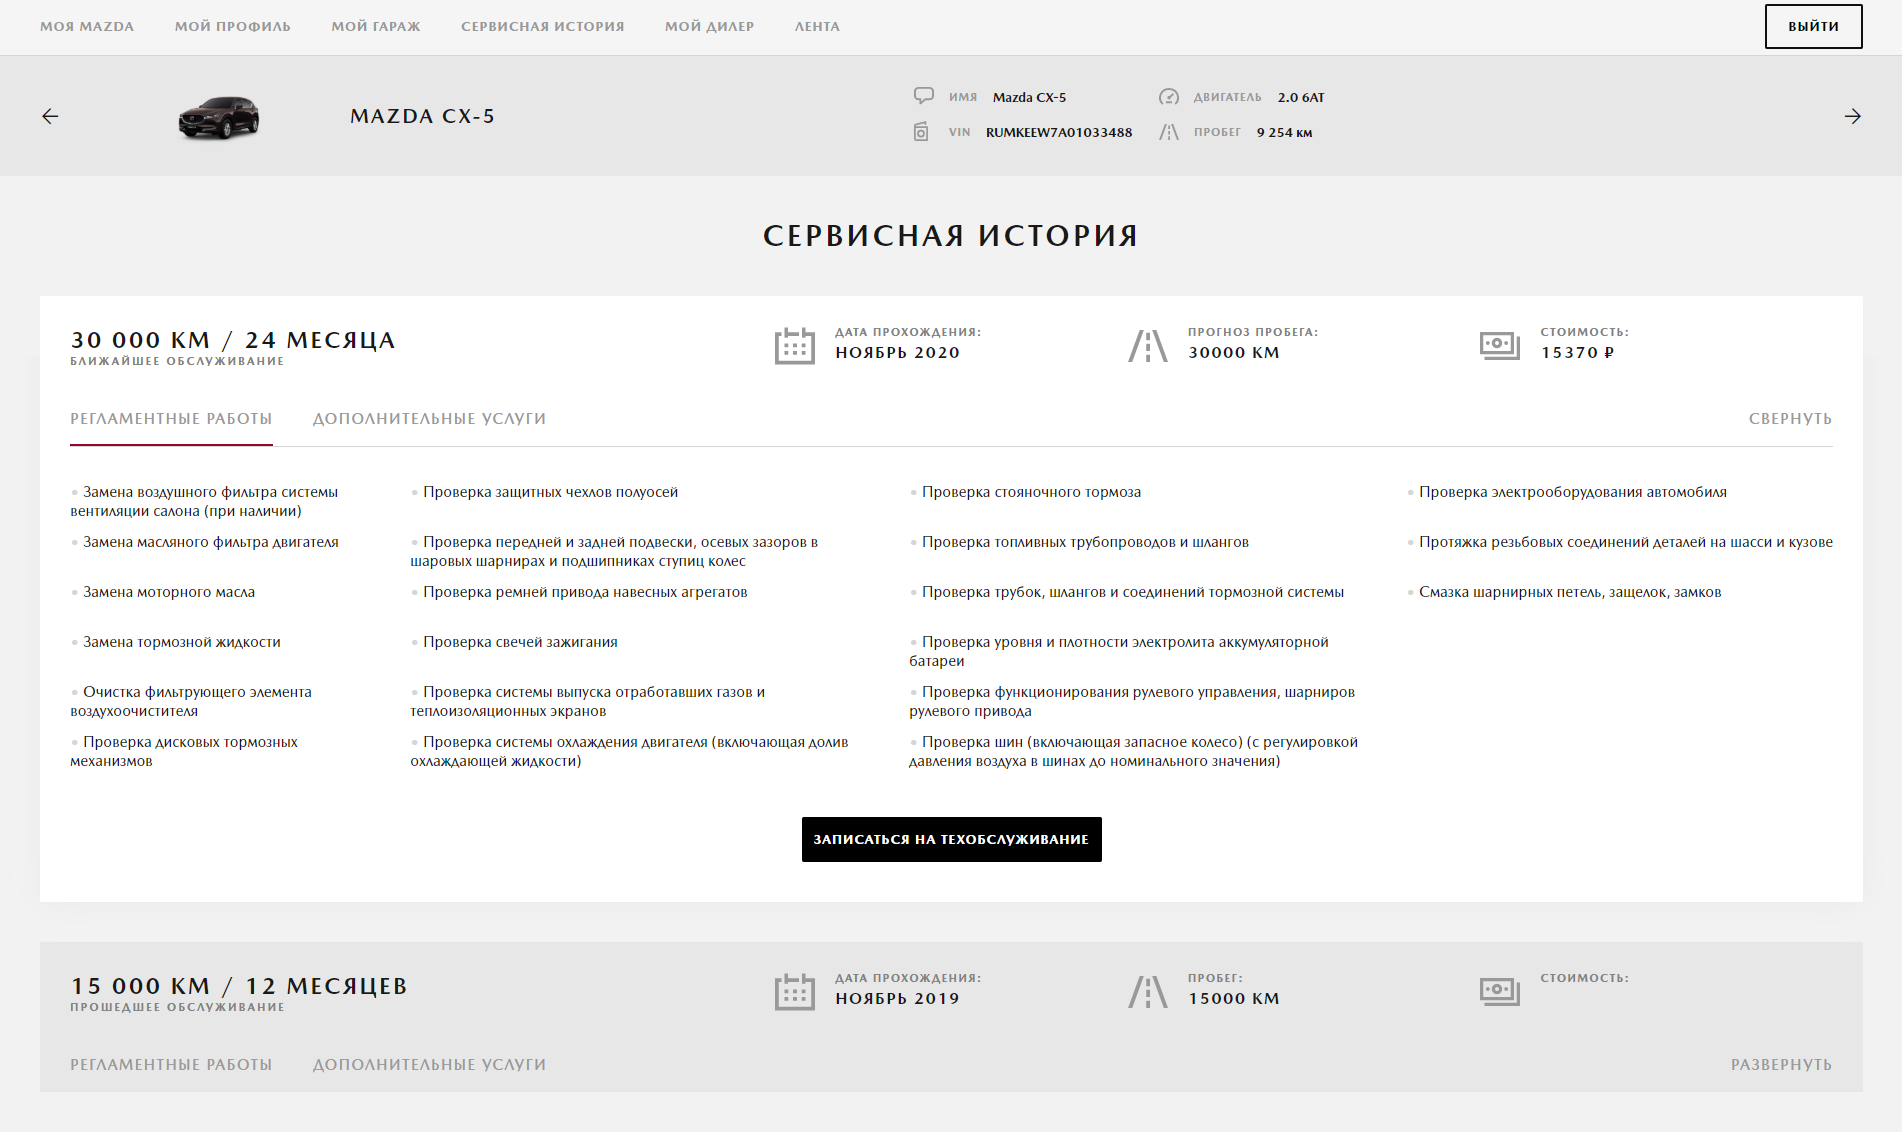 МОЯ MAZDA МОЙ ПРОФИЛЬ МОЙ ГАРАЖ СЕРВИСНАЯ ИСТОРИЯ МОЙ ДИЛЕР ЛЕНТА ВЫЙТИ
MAZDA CX-5
ИМЯ Mazda CX-5 ДВИГАТЕЛЬ 2.0 6AT
VIN RUMKEEW7A01033488 ПРОБЕГ 9 254 км
СЕРВИСНАЯ ИСТОРИЯ
30 000 КМ / 24 МЕСЯЦА
БЛИЖАЙШЕЕ ОБСЛУЖИВАНИЕ
ДАТА ПРОХОЖДЕНИЯ:
НОЯБРЬ 2020
ПРОГНОЗ ПРОБЕГА:
30000 КМ
СТОИМОСТЬ:
15370 ₽
РЕГЛАМЕНТНЫЕ РАБОТЫ ДОПОЛНИТЕЛЬНЫЕ УСЛУГИ СВЕРНУТЬ
• Замена воздушного фильтра системы
вентиляции салона (при наличии)
• Замена масляного фильтра двигателя
• Замена моторного масла
• Замена тормозной жидкости
• Очистка фильтрующего элемента
воздухоочистителя
• Проверка дисковых тормозных
механизмов
• Проверка защитных чехлов полуосей
• Проверка передней и задней подвески, осевых зазоров в
шаровых шарнирах и подшипниках ступиц колес
• Проверка ремней привода навесных агрегатов
• Проверка свечей зажигания
• Проверка системы выпуска отработавших газов и
теплоизоляционных экранов
• Проверка системы охлаждения двигателя (включающая долив
охлаждающей жидкости)
• Проверка стояночного тормоза
• Проверка топливных трубопроводов и шлангов
• Проверка трубок, шлангов и соединений тормозной системы
• Проверка уровня и плотности электролита аккумуляторной
батареи
• Проверка функционирования рулевого управления, шарниров
рулевого привода
• Проверка шин (включающая запасное колесо) (с регулировкой
давления воздуха в шинах до номинального значения)
• Проверка электрооборудования автомобиля
• Протяжка резьбовых соединений деталей на шасси и кузове
• Смазка шарнирных петель, защелок, замков
ЗАПИСАТЬСЯ НА ТЕХОБСЛУЖИВАНИЕ
15 000 КМ / 12 МЕСЯЦЕВ
ПРОШЕДШЕЕ ОБСЛУЖИВАНИЕ
ДАТА ПРОХОЖДЕНИЯ:
НОЯБРЬ 2019
ПРОБЕГ:
15000 КМ
СТОИМОСТЬ:
РЕГЛАМЕНТНЫЕ РАБОТЫ ДОПОЛНИТЕЛЬНЫЕ УСЛУГИ РАЗВЕРНУТЬ